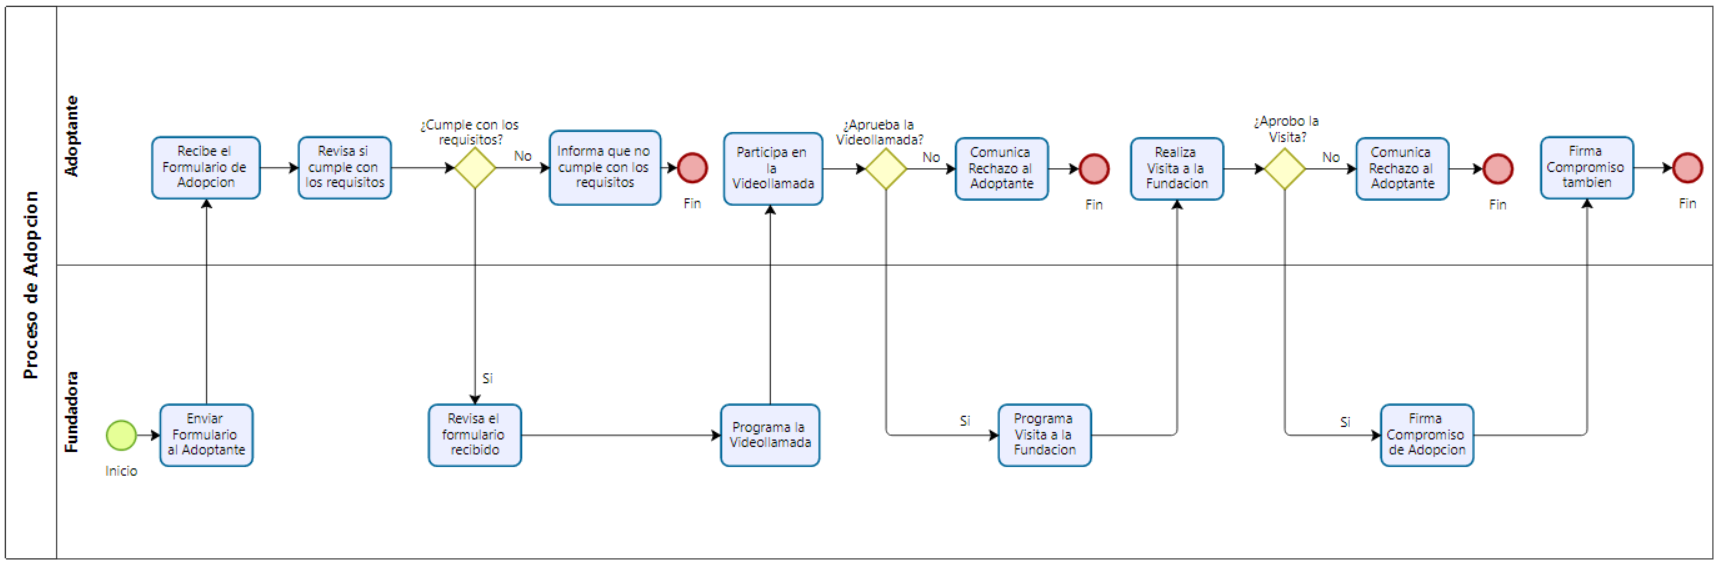 Proceso de Adopcion
Adoptante
Recibe el
Formulario de
Adopcion
Revisa si
cumple con
los requisitos
¿Cumple con los
requisitos?
No
Informa que no
cumple con los
requisitos
Fin
Participa en
la
Videollamada
¿Aprueba la
Videollamada?
No
Comunica
Rechazo al
Adoptante
Fin
Realiza
Visita a la
Fundacion
¿Aprobo la
Visita?
No
Comunica
Rechazo al
Adoptante
Fin
Firma
Compromiso
tambien
Fin
Fundadora
Inicio
Enviar
Formulario
al Adoptante
Si
Revisa el
formulario
recibido
Programa la
Videollamada
Si
Programa
Visita a la
Fundacion
Si
Firma
Compromiso
de Adopcion